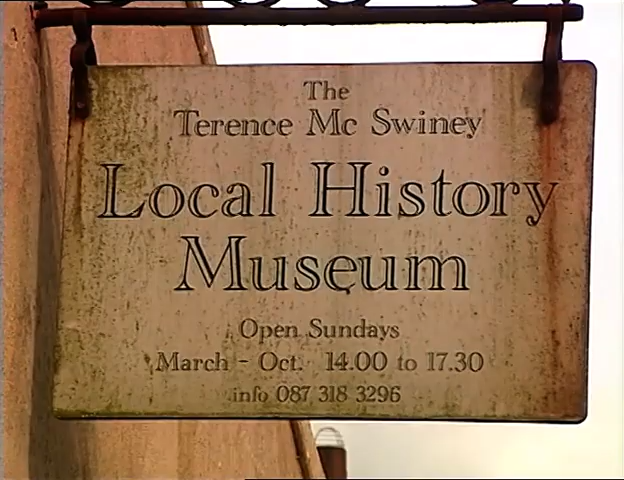 The
Terence Mc Swiney
Local History
Museum
Open Sundays
March - Oct. 14.00 to 17.30
info 087 318 3296